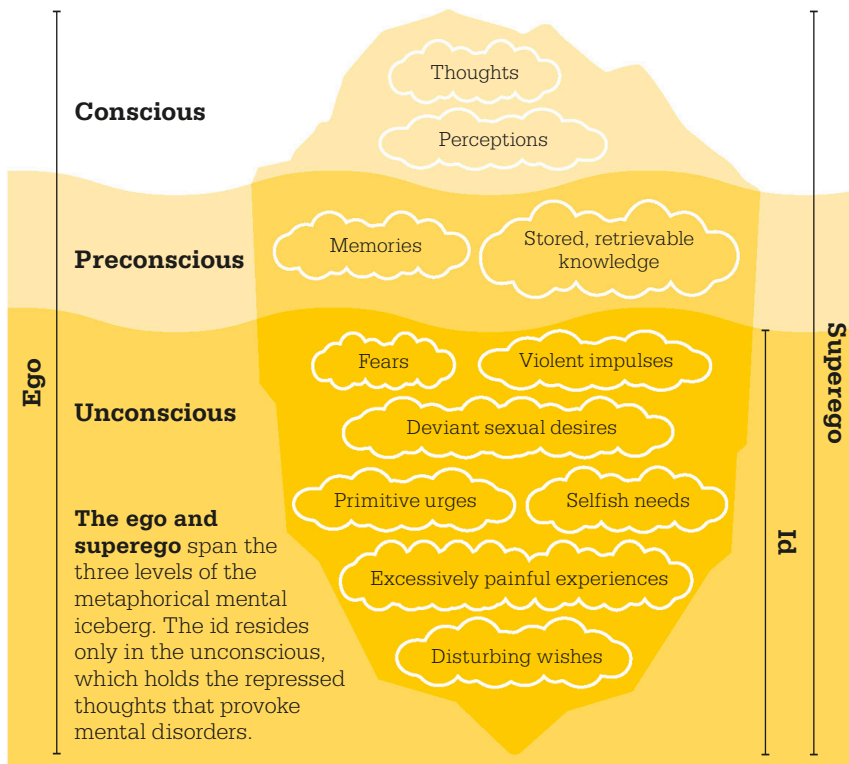 Thoughts
Conscious
Perceptions
Memories
Stored, retrievable
knowledge
Preconscious
Fears
Violent impulses
Ego
Superego
Unconscious
Deviant sexual desires
Primitive urges
Selfish needs
Id
The ego and
superego span the
three levels of the
metaphorical mental
iceberg. The id resides
only in the unconscious,
which holds the repressed
thoughts that provoke
mental disorders.
Excessively painful experiences
Disturbing wishes